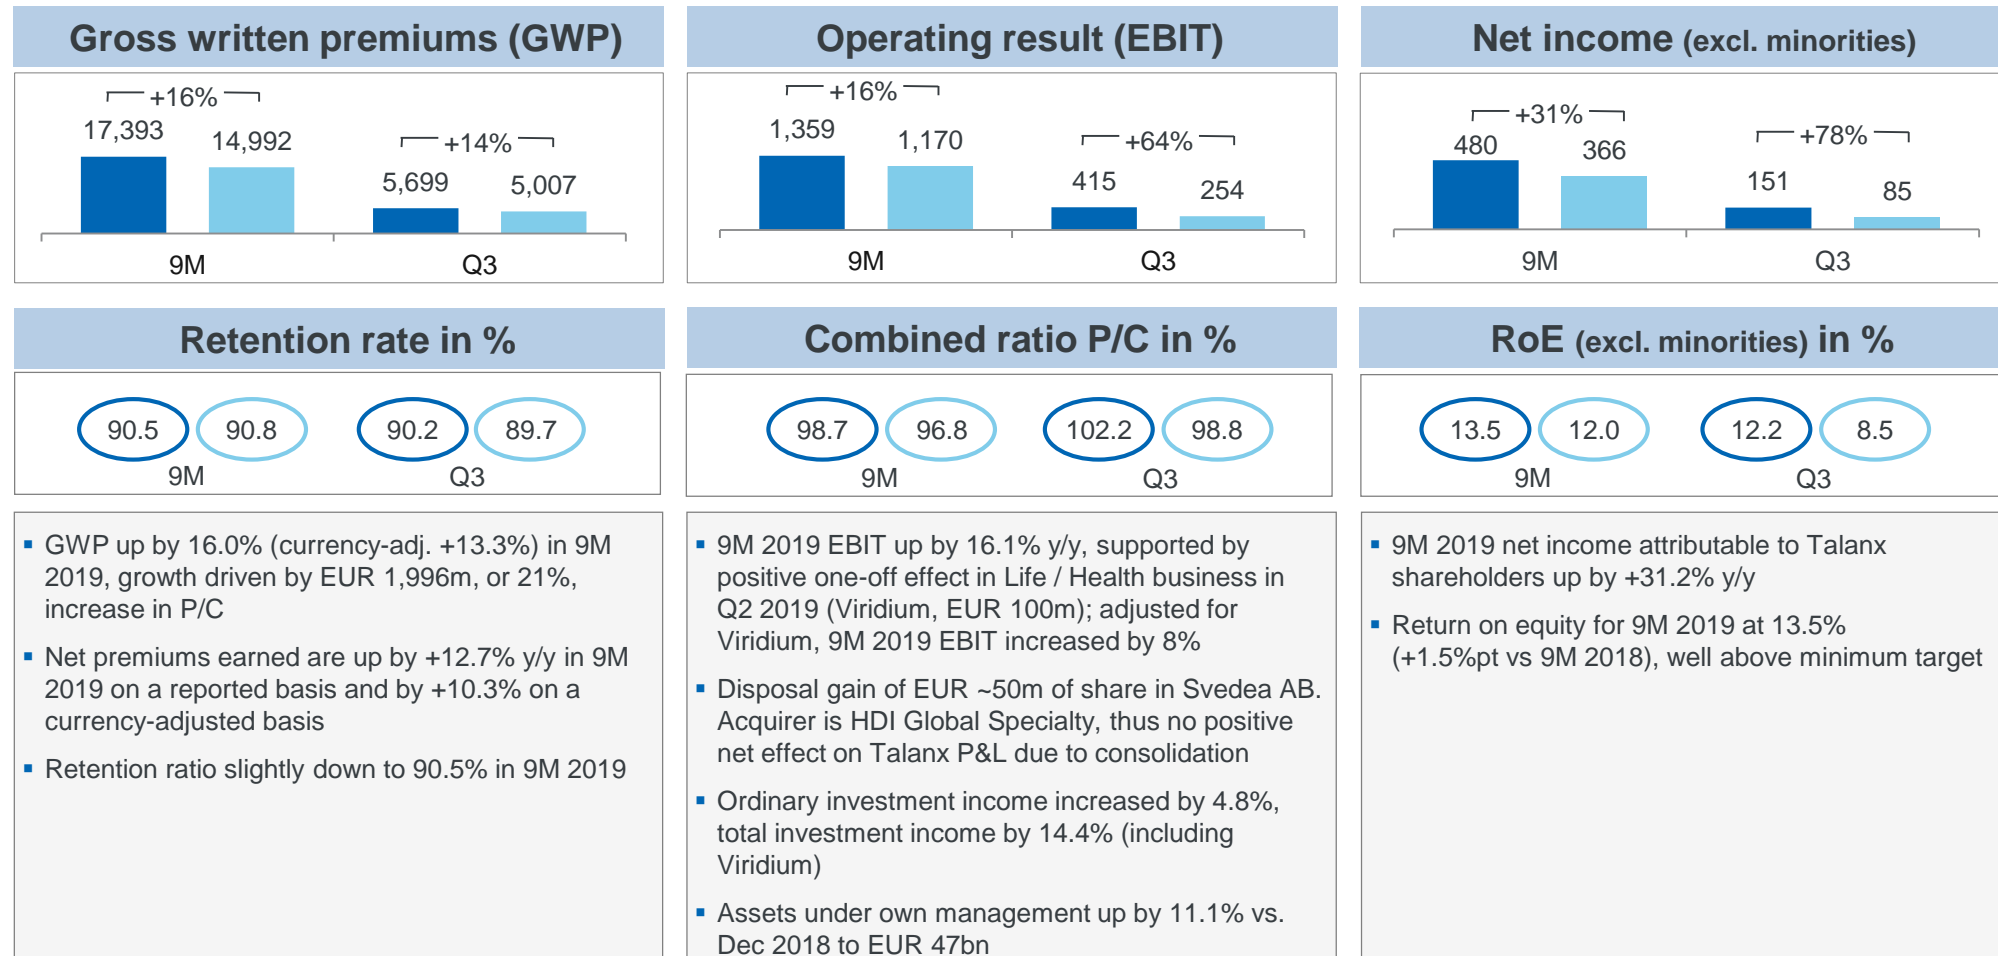 Gross written premiums (GWP)
+16%
17,393
14,992
+14%
5,699
5,007
9M
Q3
Operating result (EBIT)
+16%
1,359
1,170
+64%
415
254
9M
Q3
Net income (excl. minorities)
+31%
480
366
+78%
151
85
9M
Q3
Retention rate in %
90.5
90.8
90.2
89.7
9M
Q3
Combined ratio P/C in %
98.7
96.8
102.2
98.8
9M
Q3
RoE (excl. minorities) in %
13.5
12.0
12.2
8.5
9M
Q3
▪ GWP up by 16.0% (currency-adj. +13.3%) in 9M
2019, growth driven by EUR 1,996m, or 21%,
increase in P/C
▪ Net premiums earned are up by +12.7% y/y in 9M
2019 on a reported basis and by +10.3% on a
currency-adjusted basis
▪ Retention ratio slightly down to 90.5% in 9M 2019
▪ 9M 2019 EBIT up by 16.1% y/y, supported by
positive one-off effect in Life / Health business in
Q2 2019 (Viridium, EUR 100m); adjusted for
Viridium, 9M 2019 EBIT increased by 8%
▪ Disposal gain of EUR ~50m of share in Svedea AB.
Acquirer is HDI Global Specialty, thus no positive
net effect on Talanx P&L due to consolidation
▪ Ordinary investment income increased by 4.8%,
total investment income by 14.4% (including
Viridium)
▪ Assets under own management up by 11.1% vs.
Dec 2018 to EUR 47bn
▪ 9M 2019 net income attributable to Talanx
shareholders up by +31.2% y/y
▪ Return on equity for 9M 2019 at 13.5%
(+1.5%pt vs 9M 2018), well above minimum target